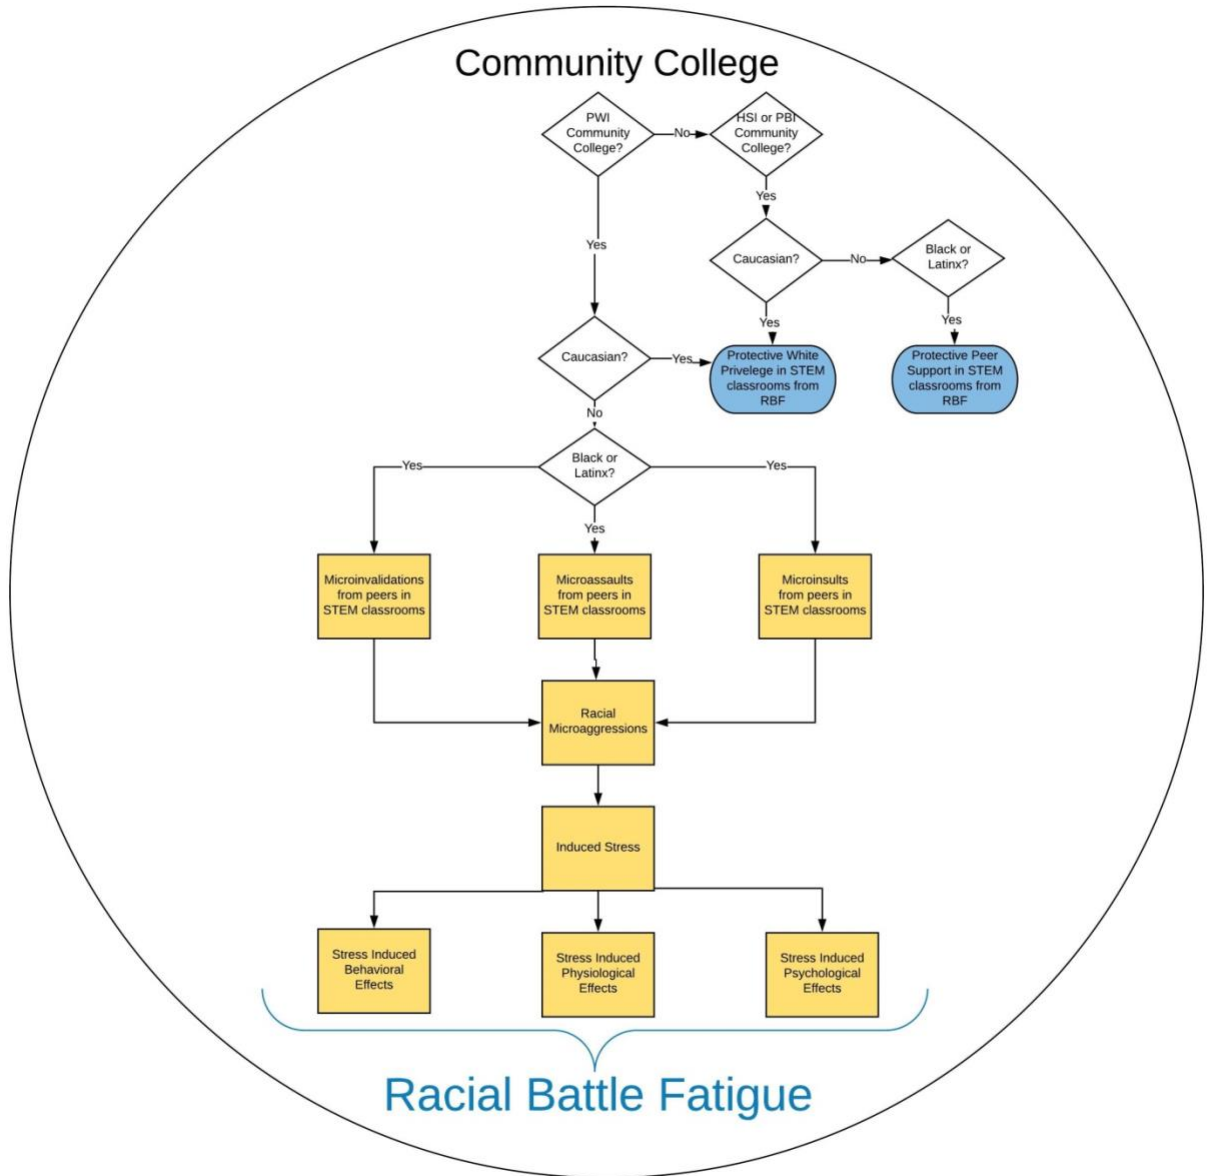 Community College
PWI
Community
College?
No
HSI or PBI
Community
College?
Yes
Yes
Caucasian?
No
Black or
Latinx?
Yes
Yes
Caucasian?
Yes
Protective White
Privelege in STEM
classrooms from
RBF
Protective Peer
Support in STEM
classrooms from
RBF
No
Black or
Latinx?
Yes
Yes
Yes
Microinvalidations
from peers in
STEM classrooms
Microassaults
from peers in
STEM classrooms
Microinsults
from peers in
STEM classrooms
Racial
Microaggressions
Induced Stress
Stress Induced
Behavioral
Effects
Stress Induced
Physiological
Effects
Stress Induced
Psychological
Effects
Racial Battle Fatigue